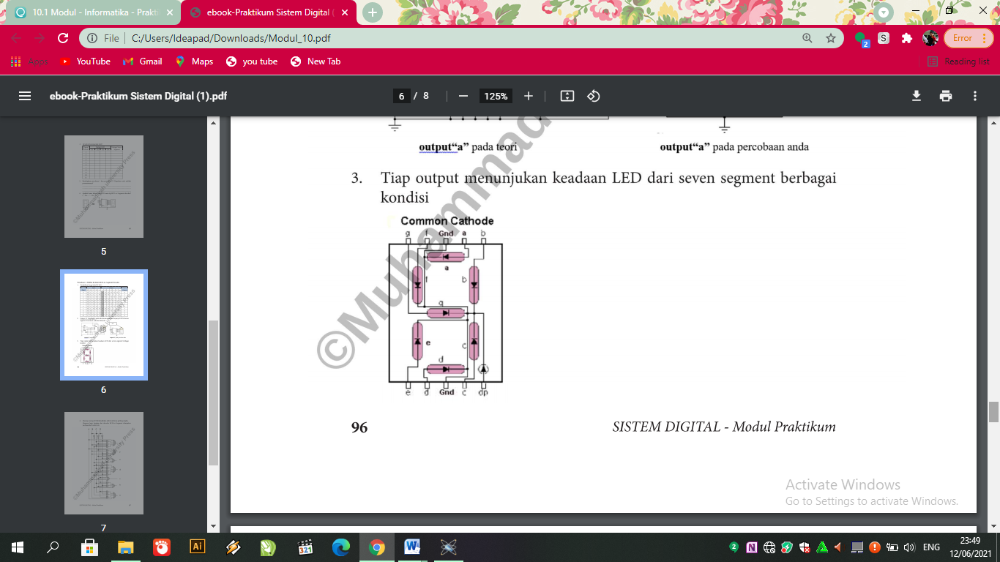 10.1 Modul - Informatika - Prakt
ebook-Praktikum Sistem Digital (
File C:/Users/Ideapad/Downloads/Modul_10.pdf
S
2
Error
Apps YouTube Gmail Maps you tube New Tab Reading list
ebook-Praktikum Sistem Digital (1).pdf
6 / 8
125%
5
6
7
output“a” pada teori
output“a” pada percobaan anda
3. Tiap output menunjukan keadaan LED dari seven segment berbagai
kondisi
Common Cathode
g f Gnd a b
a
f b
g
e c
d
e d Gnd c dp
©Muhammad
96
SISTEM DIGITAL - Modul Praktikum
Activate Windows
Go to Settings to activate Windows.
Ai
321
2
N
ENG
23:49
12/06/2021